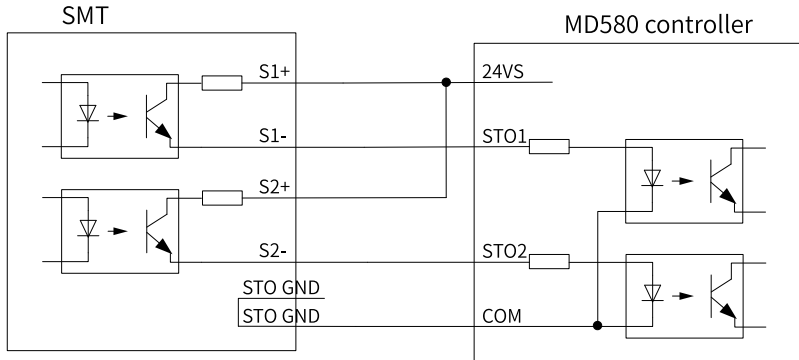 SMT
MD580 controller
S1+
24VS
S1-
STO1
S2+
S2-
STO2
STO GND
STO GND
COM